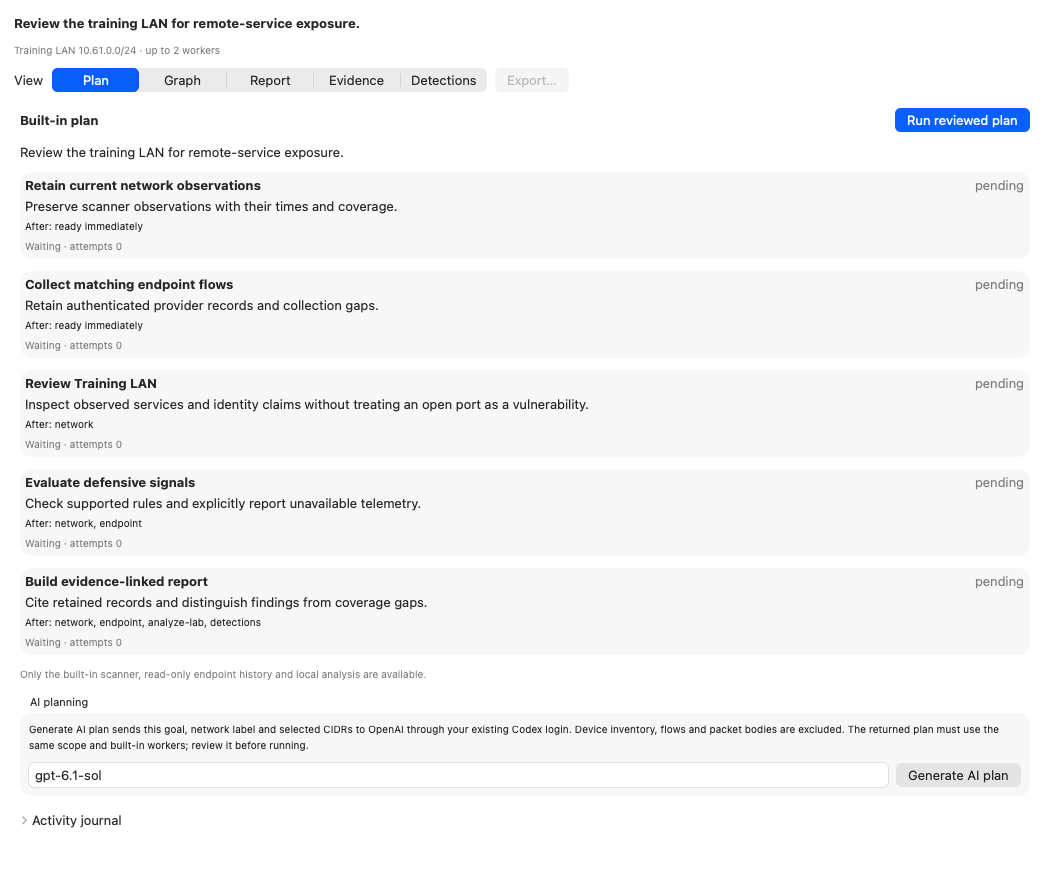 Review the training LAN for remote-service exposure.
Training LAN 10.61.0.0/24 · up to 2 workers
View Plan Graph Report Evidence Detections Export...
Built-in plan Run reviewed plan
Review the training LAN for remote-service exposure.
Retain current network observations pending
Preserve scanner observations with their times and coverage.
After: ready immediately
Waiting · attempts 0
Collect matching endpoint flows pending
Retain authenticated provider records and collection gaps.
After: ready immediately
Waiting · attempts 0
Review Training LAN pending
Inspect observed services and identity claims without treating an open port as a vulnerability.
After: network
Waiting · attempts 0
Evaluate defensive signals pending
Check supported rules and explicitly report unavailable telemetry.
After: network, endpoint
Waiting · attempts 0
Build evidence-linked report pending
Cite retained records and distinguish findings from coverage gaps.
After: network, endpoint, analyze-lab, detections
Waiting · attempts 0
Only the built-in scanner, read-only endpoint history and local analysis are available.
AI planning
Generate AI plan sends this goal, network label and selected CIDRs to OpenAI through your existing Codex login. Device inventory, flows and packet bodies are excluded. The returned plan must use the
same scope and built-in workers; review it before running.
gpt-6.1-sol Generate AI plan
Activity journal